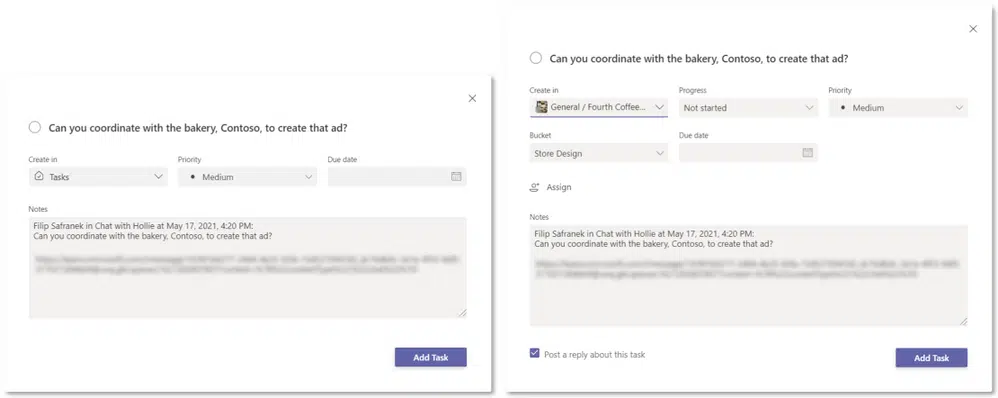 Can you coordinate with the bakery, Contoso, to create that ad?
Create in Priority Due date
Tasks Medium
Notes
Filip Safranek in Chat with Hollie at May 17, 2021, 4:20 PM:
Can you coordinate with the bakery, Contoso, to create that ad?
Add Task
Can you coordinate with the bakery, Contoso, to create that ad?
Create in Progress Priority
General / Fourth Coffee... Not started Medium
Bucket Due date
Store Design
Assign
Notes
Filip Safranek in Chat with Hollie at May 17, 2021, 4:20 PM:
Can you coordinate with the bakery, Contoso, to create that ad?
Post a reply about this task
Add Task